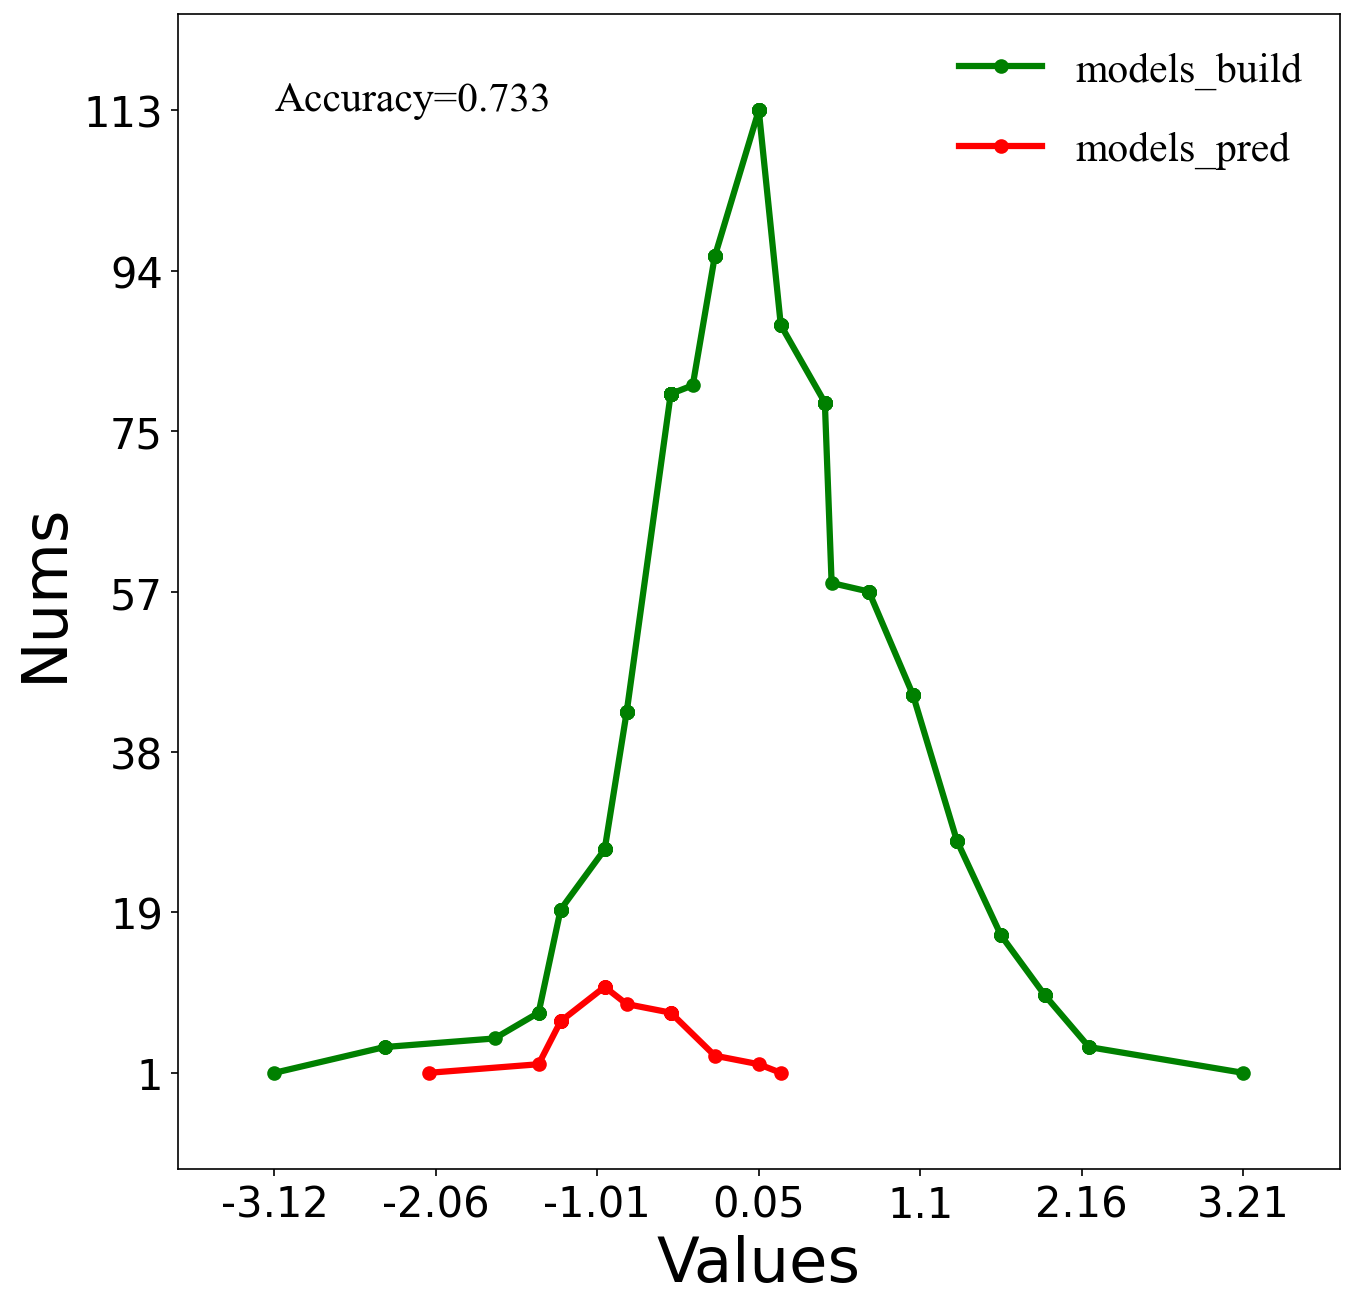 Accuracy=0.733
models_build
models_pred
113
94
75
57
38
19
1
Nums
-3.12 -2.06 -1.01 0.05 1.1 2.16 3.21
Values